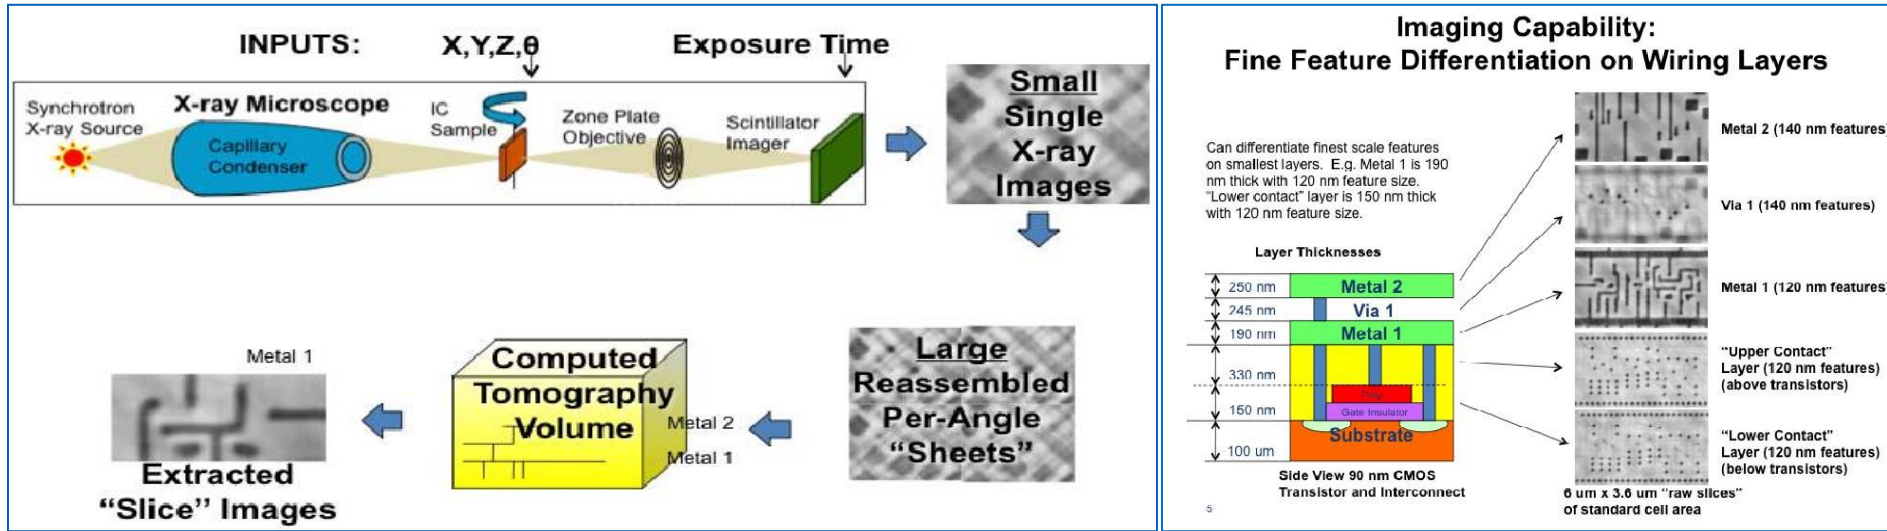 INPUTS:
X,Y,Z,θ
Exposure Time
Synchrotron
X-ray Source
X-ray Microscope
Capillary
Condenser
IC
Sample
Zone Plate
Objective
Scintillator
Imager
Small
Single
X-ray
Images
Large
Reassembled
Per-Angle
“Sheets”
Computed
Tomography
Volume
Metal 2
Metal 1
Metal 1
Extracted
“Slice” Images
Imaging Capability:
Fine Feature Differentiation on Wiring Layers
Can differentiate finest scale features
on smallest layers. E.g. Metal 1 is 190
nm thick with 120 nm feature size.
“Lower contact” layer is 150 nm thick
with 120 nm feature size.
Layer Thicknesses
250 nm
Metal 2
245 nm
Via 1
190 nm
Metal 1
330 nm
Poly
150 nm
Gate Insulator
100 um
Substrate
Side View 90 nm CMOS
Transistor and Interconnect
Metal 2 (140 nm features)
Via 1 (140 nm features)
Metal 1 (120 nm features)
“Upper Contact”
Layer (120 nm features)
(above transistors)
“Lower Contact”
Layer (120 nm features)
(below transistors)
6 um x 3.6 um “raw slices”
of standard cell area
5